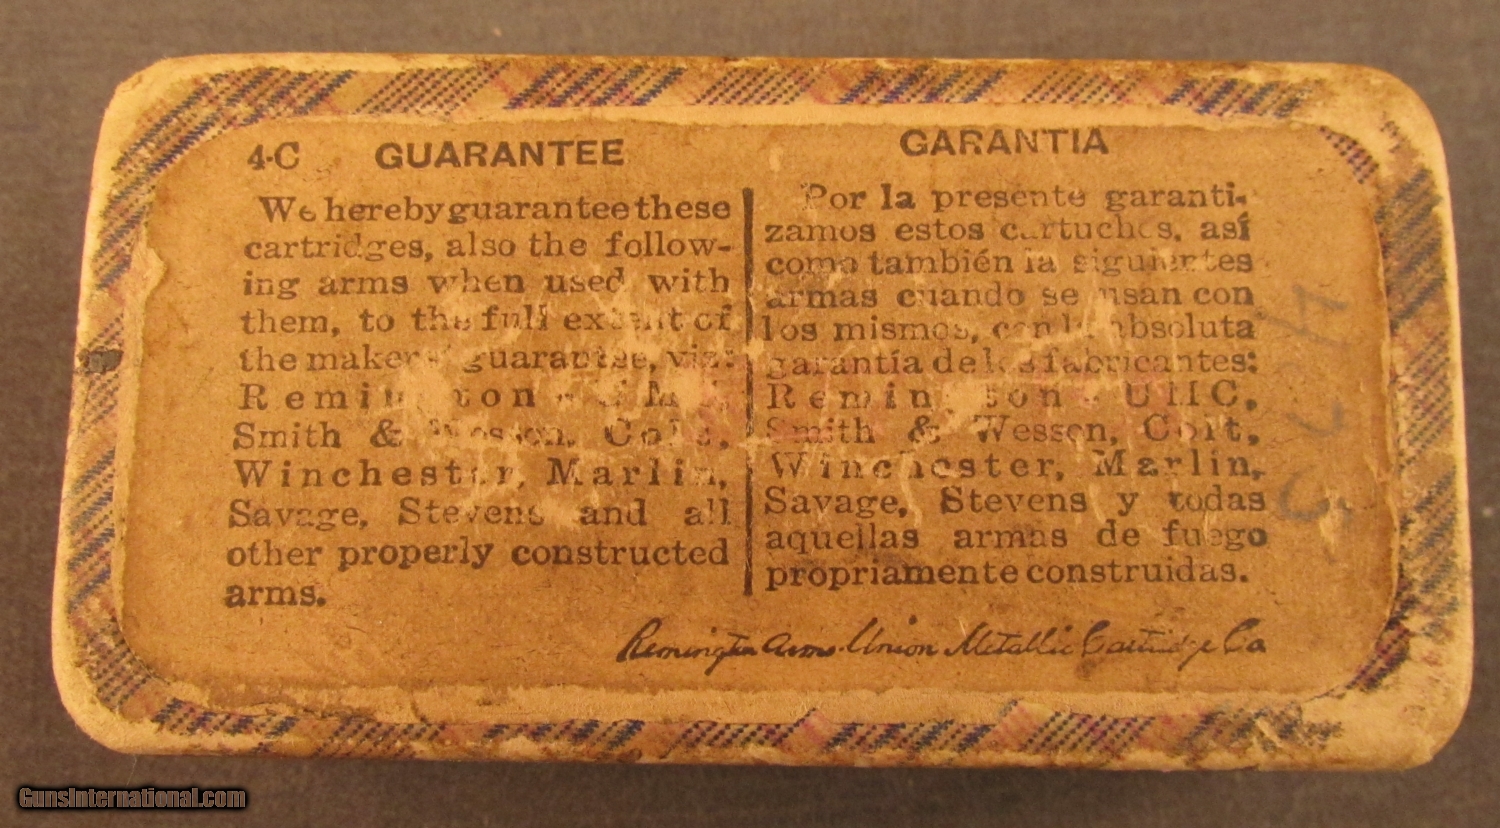 4-C GUARANTEE
We hereby guarantee these
cartridges, also the follow-
ing arms when used with
them, to the full extent of
the makers' guarantee, viz:
Remington - UMC,
Smith & Wesson, Colt,
Winchester, Marlin,
Savage, Stevens and all
other properly constructed
arms.
GARANTIA
Por la presente garanti-
zamos estos cartuchos, así
como también la siguientes
armas cuando se usan con
los mismos, con la absoluta
garantía de los fabricantes:
Remington - UMC,
Smith & Wesson, Colt,
Winchester, Marlin,
Savage, Stevens y todas
aquellas armas de fuego
propriamente construidas.
Remington Arms-Union Metallic Cartridge Co
GunsInternational.com